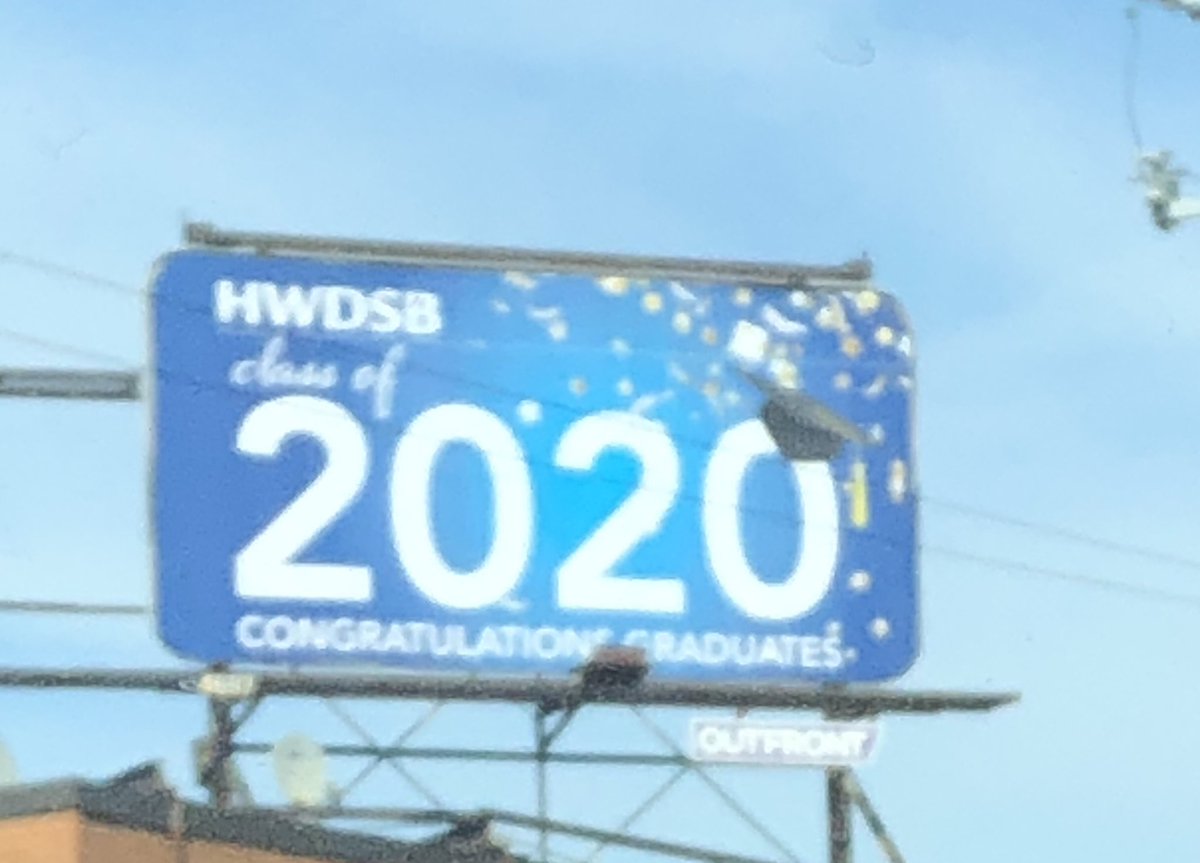 HWDSB
class of
2020
CONGRATULATIONS GRADUATES
OUTFRONT